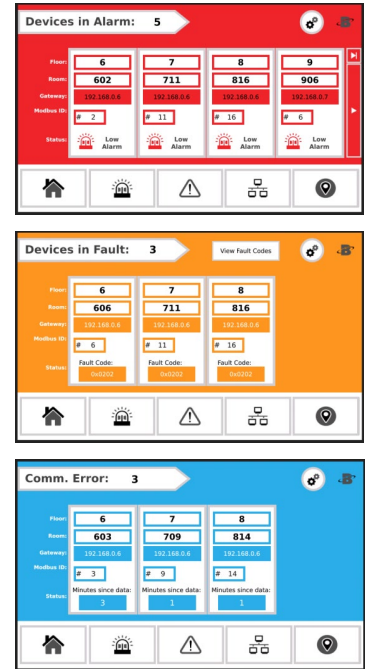 Devices in Alarm: 5
Floor: 6 7 8 9
Room: 602 711 816 906
Gateway: 192.168.0.6 192.168.0.6 192.168.0.6 192.168.0.7
Modbus ID: # 2 # 11 # 16 # 6
Status: Low Alarm Low Alarm Low Alarm Low Alarm
Devices in Fault: 3 View Fault Codes
Floor: 6 7 8
Room: 606 711 816
Gateway: 192.168.0.6 192.168.0.6 192.168.0.6
Modbus ID: # 6 # 11 # 16
Fault Code: Fault Code: Fault Code:
Status: 0x0202 0x0202 0x0202
Comm. Error: 3
Floor: 6 7 8
Room: 603 709 814
Gateway: 192.168.0.6 192.168.0.6 192.168.0.6
Modbus ID: # 3 # 9 # 14
Minutes since data: Minutes since data: Minutes since data:
Status: 3 1 1